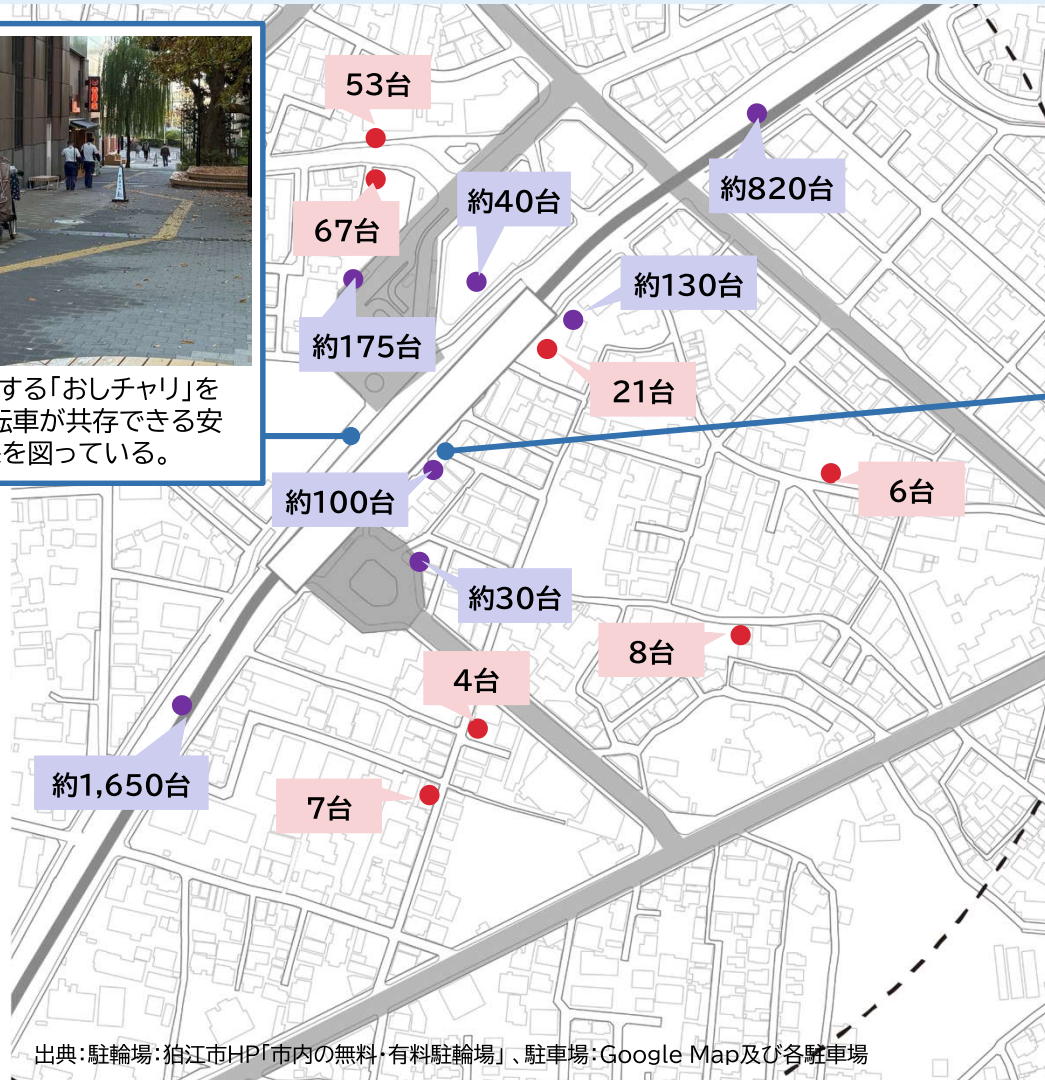 53台
67台
約40台
約820台
約130台
約175台
21台
する「おしチャリ」を
転車が共存できる安
を図っている。
約100台
6台
約30台
8台
4台
約1,650台
7台
出典:駐輪場:狛江市HP「市内の無料・有料駐輪場」、駐車場:Google Map及び各駐車場